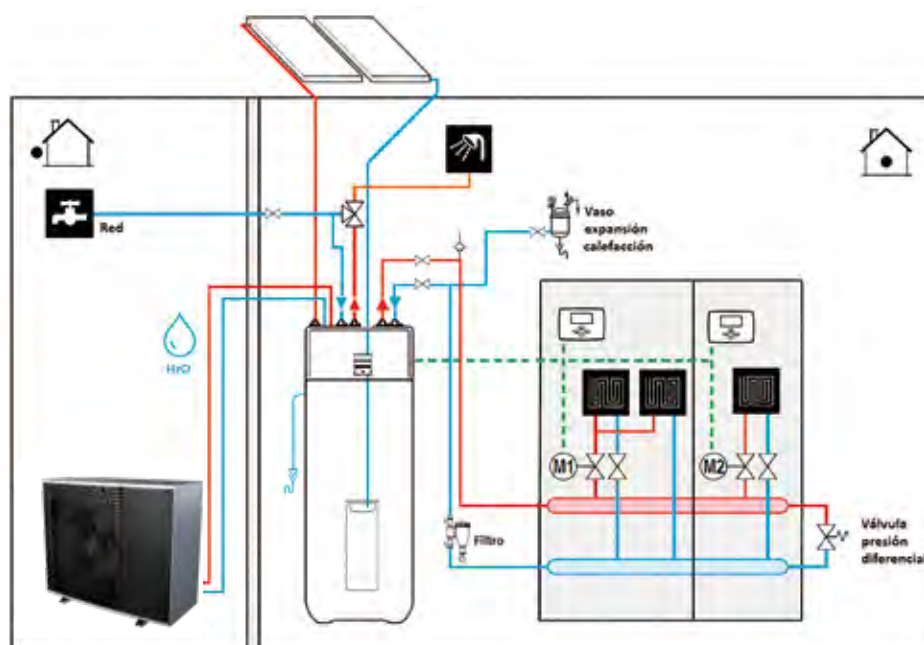 Red
Vaso
expansión
calefacción
H₂O
M1
M2
Filtro
Válvula
presión
diferencial